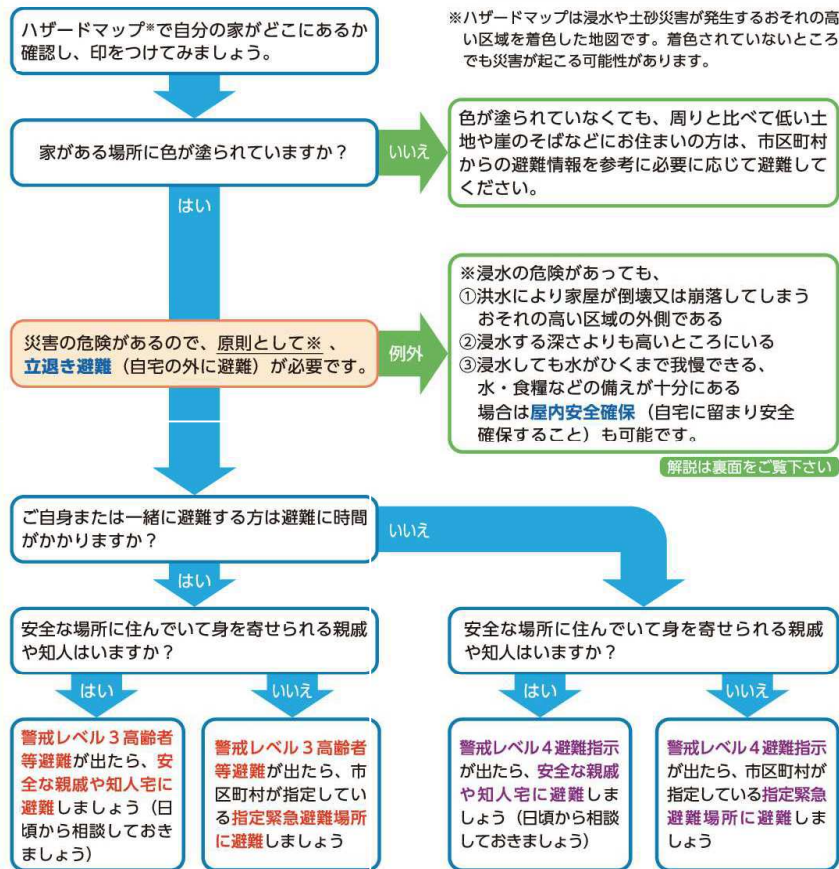 ハザードマップ※で自分の家がどこにあるか
確認し、印をつけてみましょう。
※ハザードマップは浸水や土砂災害が発生するおそれの高
い区域を着色した地図です。着色されていないところ
でも災害が起こる可能性があります。
家がある場所に色が塗られていますか？
いいえ
色が塗られていなくても、周りと比べて低い土
地や崖のそばなどにお住まいの方は、市区町村
からの避難情報を参考に必要に応じて避難して
ください。
はい
災害の危険があるので、原則として※、
立退き避難（自宅の外に避難）が必要です。
例外
※浸水の危険があっても、
①洪水により家屋が倒壊又は崩落してしまう
おそれの高い区域の外側である
②浸水する深さよりも高いところにいる
③浸水しても水がひくまで我慢できる、
水・食糧などの備えが十分にある
場合は屋内安全確保（自宅に留まり安全
確保すること）も可能です。
解説は裏面をご覧下さい
ご自身または一緒に避難する方は避難に時間
がかかりますか？
いいえ
はい
安全な場所に住んでいて身を寄せられる親戚
や知人はいますか？
安全な場所に住んでいて身を寄せられる親戚
や知人はいますか？
はい
いいえ
はい
いいえ
警戒レベル３高齢者
等避難が出たら、安
全な親戚や知人宅に
避難しましょう（日
頃から相談しておき
ましょう）
警戒レベル３高齢者
等避難が出たら、市
区町村が指定してい
る指定緊急避難場所
に避難しましょう
警戒レベル４避難指示
が出たら、安全な親戚
や知人宅に避難しま
しょう（日頃から相談
しておきましょう）
警戒レベル４避難指示
が出たら、市区町村が
指定している指定緊急
避難場所に避難しま
しょう